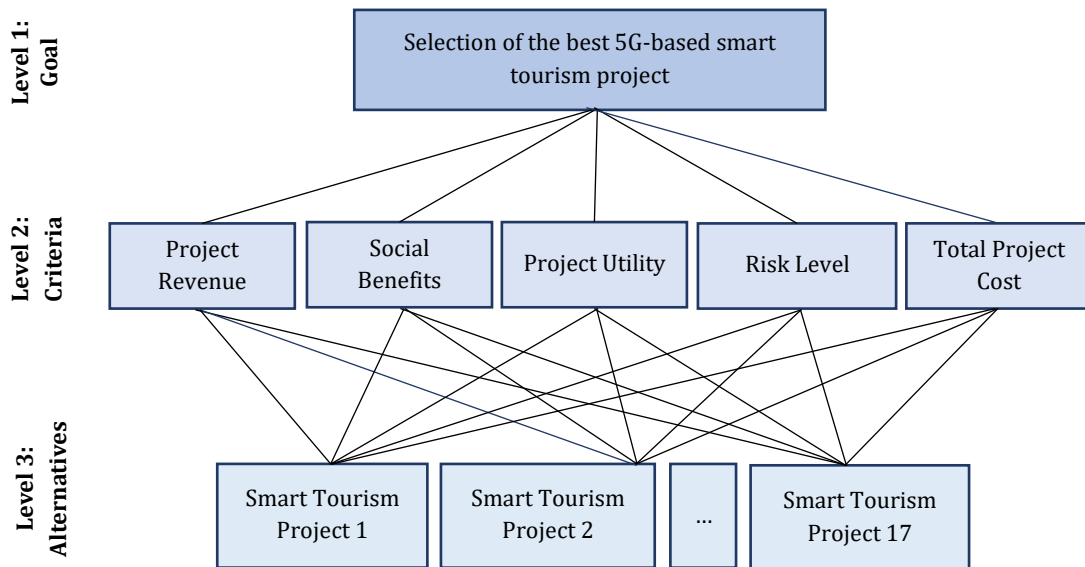 Level 1:
Goal
Selection of the best 5G-based smart
tourism project
Level 2:
Criteria
Project
Revenue
Social
Benefits
Project Utility
Risk Level
Total Project
Cost
Level 3:
Alternatives
Smart Tourism
Project 1
Smart Tourism
Project 2
...
Smart Tourism
Project 17